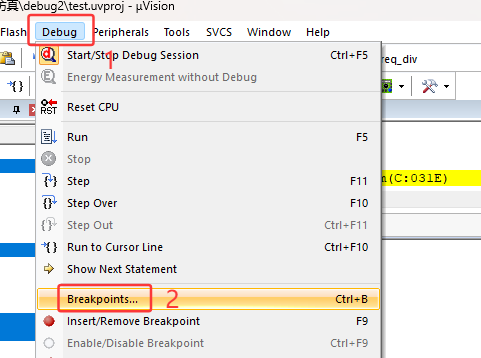 真\debug2\test.uvproj - µVision
Flash Debug Peripherals Tools SVCS Window Help
1
Start/Stop Debug Session Ctrl+F5
req_div
Energy Measurement without Debug
Reset CPU
RST
Run F5
Stop
Step F11
(C:031E)
Step Over F10
Step Out Ctrl+F11
Run to Cursor Line Ctrl+F10
Show Next Statement
Breakpoints... 2 Ctrl+B
Insert/Remove Breakpoint F9
Enable/Disable Breakpoint Ctrl+F9